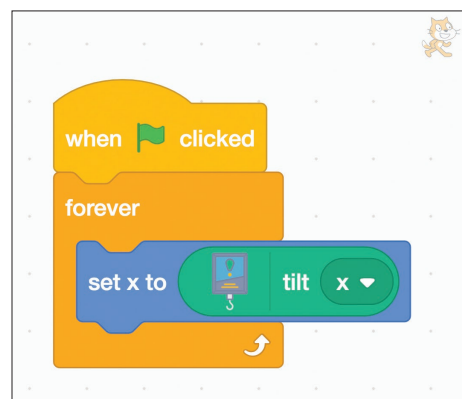 when clicked
forever
set x to tilt x